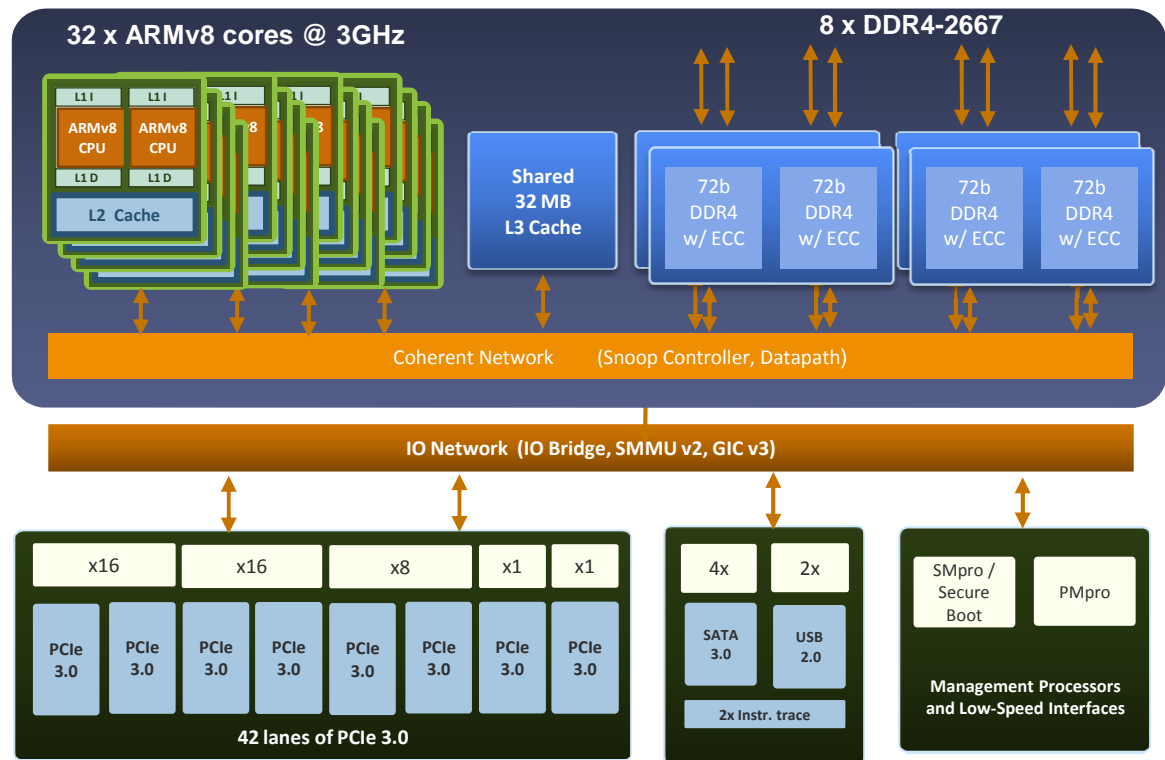 32 x ARMv8 cores @ 3GHz
8 x DDR4-2667
L1 I
L1 I
L1 I
L1 I
ARMv8
CPU
ARMv8
CPU
L1 D
L1 D
L2 Cache
Shared
32 MB
L3 Cache
72b
DDR4
w/ ECC
72b
DDR4
w/ ECC
72b
DDR4
w/ ECC
72b
DDR4
w/ ECC
Coherent Network (Snoop Controller, Datapath)
IO Network (IO Bridge, SMMU v2, GIC v3)
x16
x16
x8
x1
x1
PCIe
3.0
PCIe
3.0
PCIe
3.0
PCIe
3.0
PCIe
3.0
PCIe
3.0
PCIe
3.0
PCIe
3.0
42 lanes of PCIe 3.0
4x
2x
SATA
3.0
USB
2.0
2x Instr. trace
SMpro /
Secure
Boot
PMpro
Management Processors
and Low-Speed Interfaces